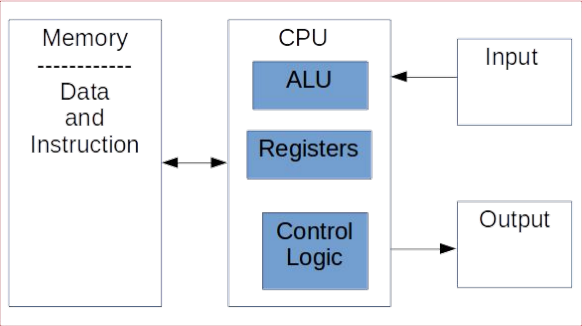 Memory
------------
Data
and
Instruction
CPU
ALU
Registers
Control
Logic
Input
Output